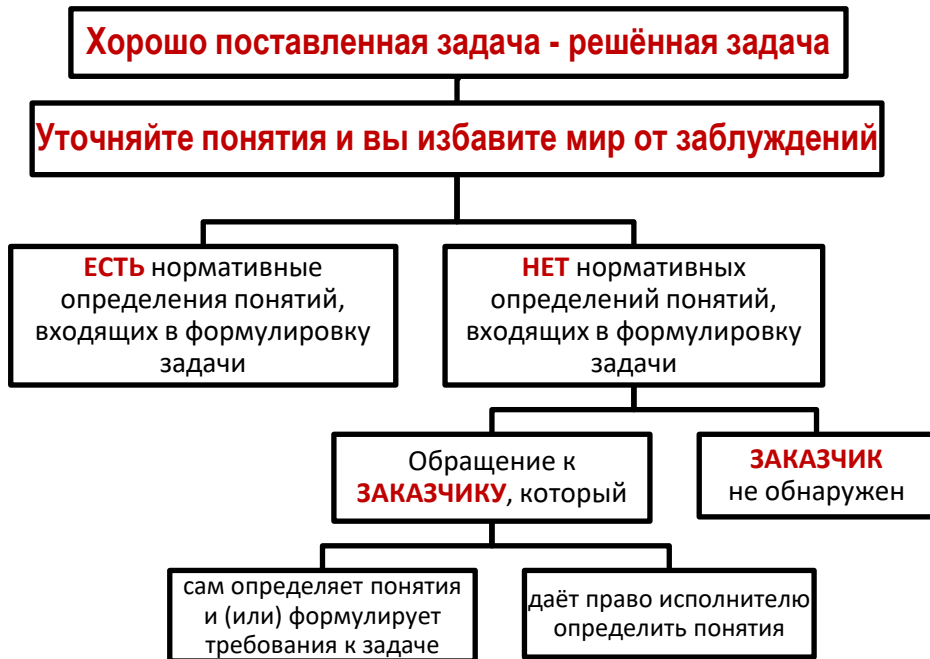 Хорошо поставленная задача - решённая задача
Уточняйте понятия и вы избавите мир от заблуждений
ЕСТЬ нормативные
определения понятий,
входящих в формулировку
задачи
НЕТ нормативных
определений понятий,
входящих в формулировку
задачи
Обращение к
ЗАКАЗЧИКУ, который
ЗАКАЗЧИК
не обнаружен
сам определяет понятия
и (или) формулирует
требования к задаче
даёт право исполнителю
определить понятия